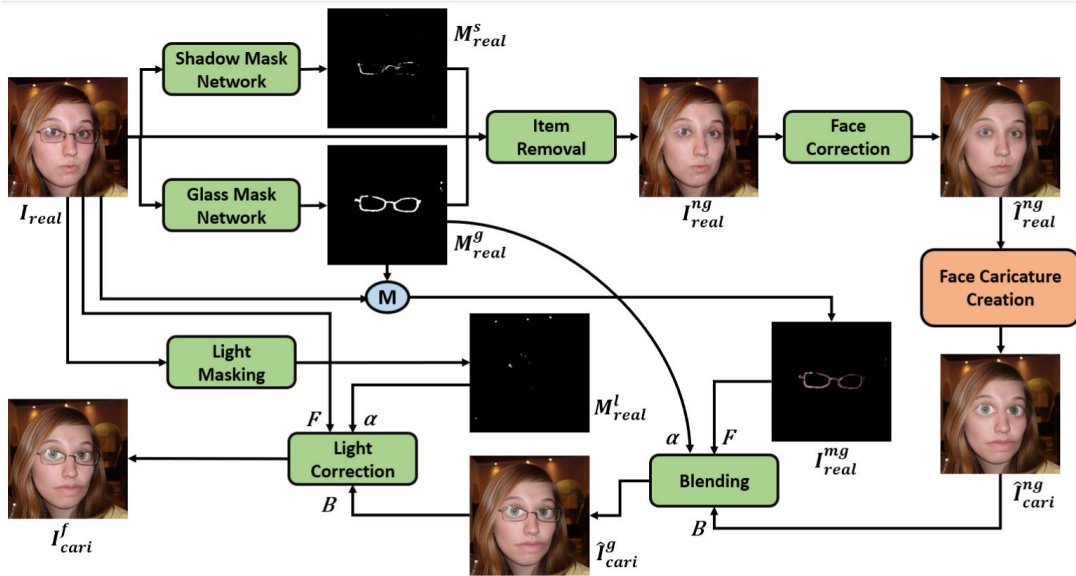 Shadow Mask
Network
M^s_real
I_real
Glass Mask
Network
M^g_real
Item
Removal
I^ng_real
Face
Correction
Î^ng_real
Face Caricature
Creation
M
Light
Masking
M^l_real
F
α
Light
Correction
B
I^f_cari
Î^g_cari
α
F
Blending
B
I^mg_real
Î^ng_cari